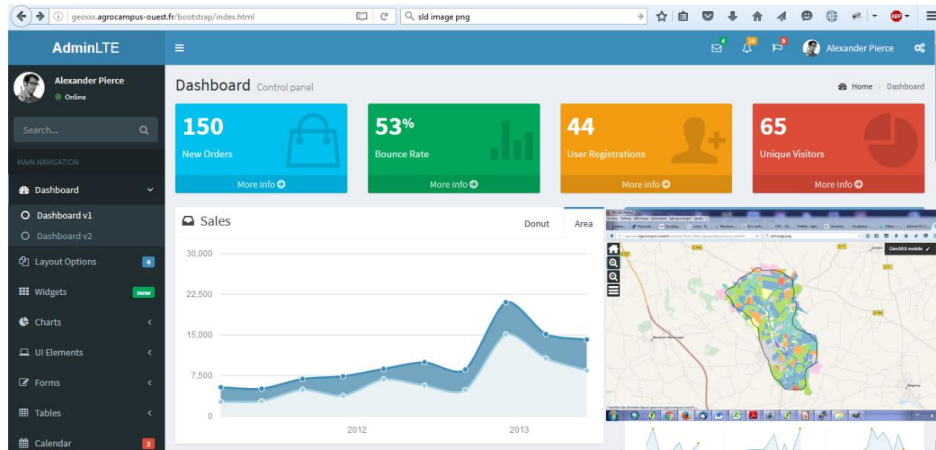 geoxxx.agrocampus-ouest.fr/bootstrap/index.html
sld image png
AdminLTE
Alexander Pierce
Alexander Pierce
Online
Dashboard Control panel
Home > Dashboard
Search...
MAIN NAVIGATION
Dashboard
Dashboard v1
Dashboard v2
Layout Options 4
Widgets new
Charts
UI Elements
Forms
Tables
Calendar 3
150
New Orders
More info
53%
Bounce Rate
More info
44
User Registrations
More info
65
Unique Visitors
More info
Sales
Donut
Area
30,000
22,500
15,000
7,500
0
2012
2013
GéoSAS mobile